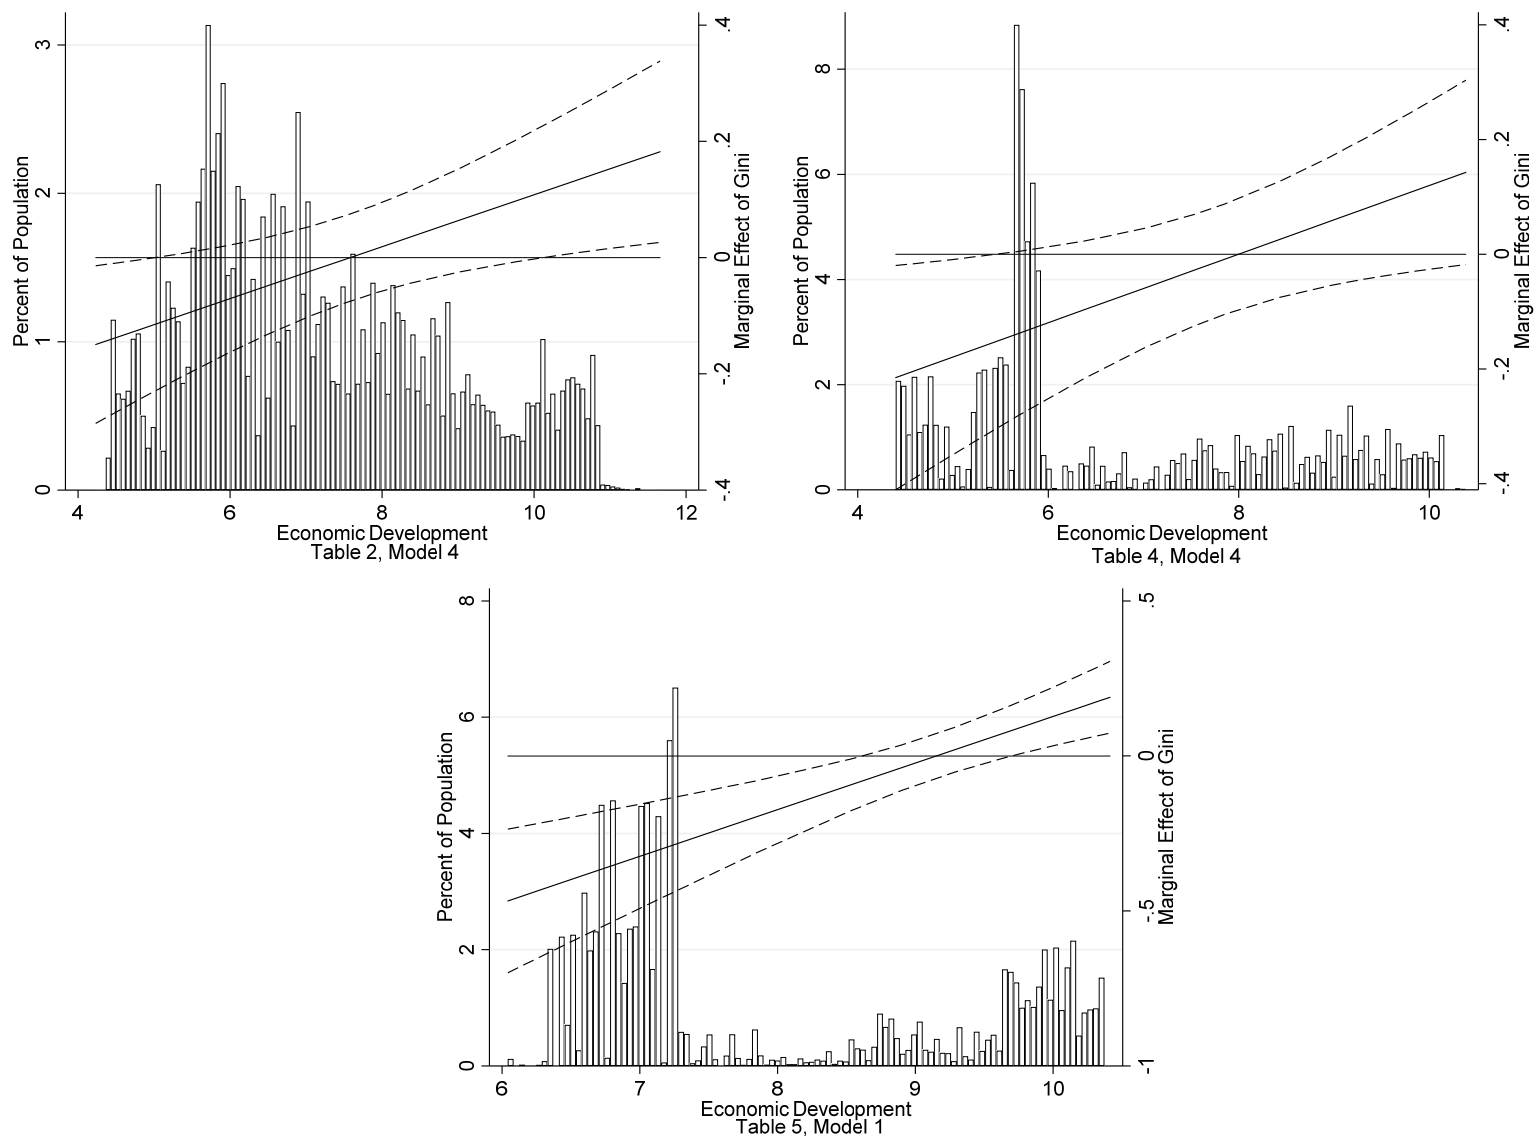 3
2
1
0
Percent of Population
.4
.2
0
-.2
-.4
Marginal Effect of Gini
4 6 8 10 12
Economic Development
Table 2, Model 4
8
6
4
2
0
Percent of Population
.4
.2
0
-.2
-.4
Marginal Effect of Gini
4 6 8 10
Economic Development
Table 4, Model 4
8
6
4
2
0
Percent of Population
.5
0
-.5
-1
Marginal Effect of Gini
6 7 8 9 10
Economic Development
Table 5, Model 1